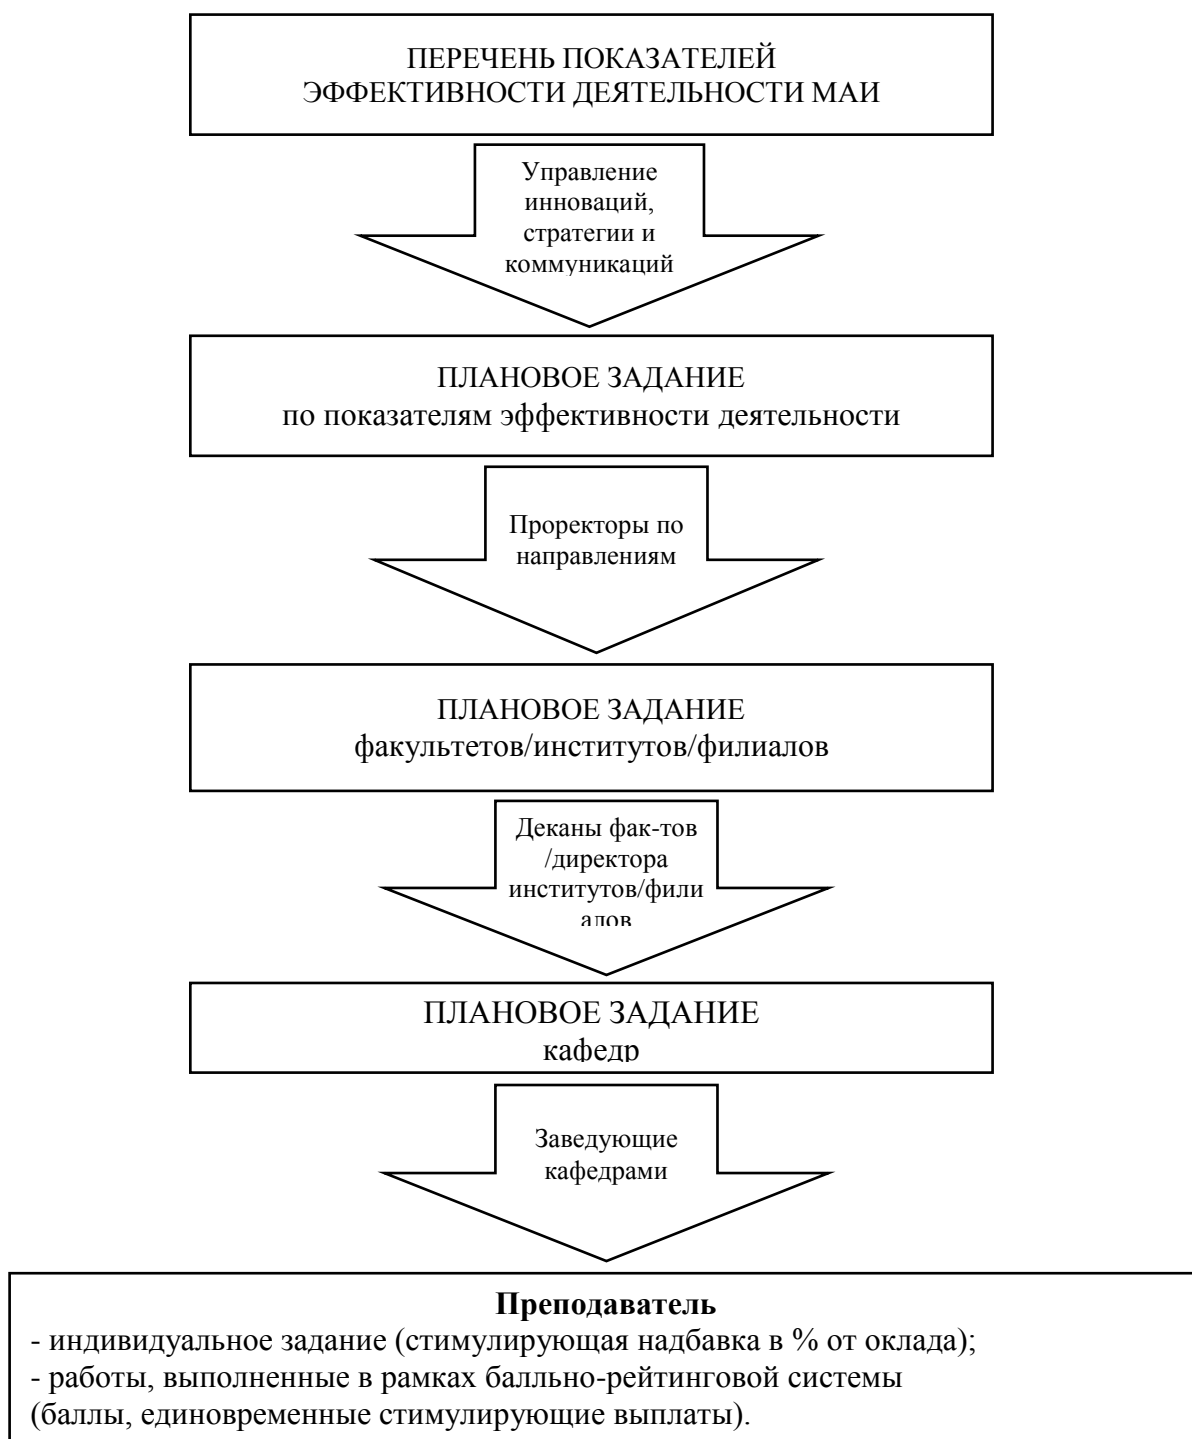 ПЕРЕЧЕНЬ ПОКАЗАТЕЛЕЙ
ЭФФЕКТИВНОСТИ ДЕЯТЕЛЬНОСТИ МАИ
Управление
инноваций,
стратегии и
коммуникаций
ПЛАНОВОЕ ЗАДАНИЕ
по показателям эффективности деятельности
Проректоры по
направлениям
ПЛАНОВОЕ ЗАДАНИЕ
факультетов/институтов/филиалов
Деканы фак-тов
/директора
институтов/фили
алов
ПЛАНОВОЕ ЗАДАНИЕ
кафедр
Заведующие
кафедрами
Преподаватель
- индивидуальное задание (стимулирующая надбавка в % от оклада);
- работы, выполненные в рамках балльно-рейтинговой системы
(баллы, единовременные стимулирующие выплаты).